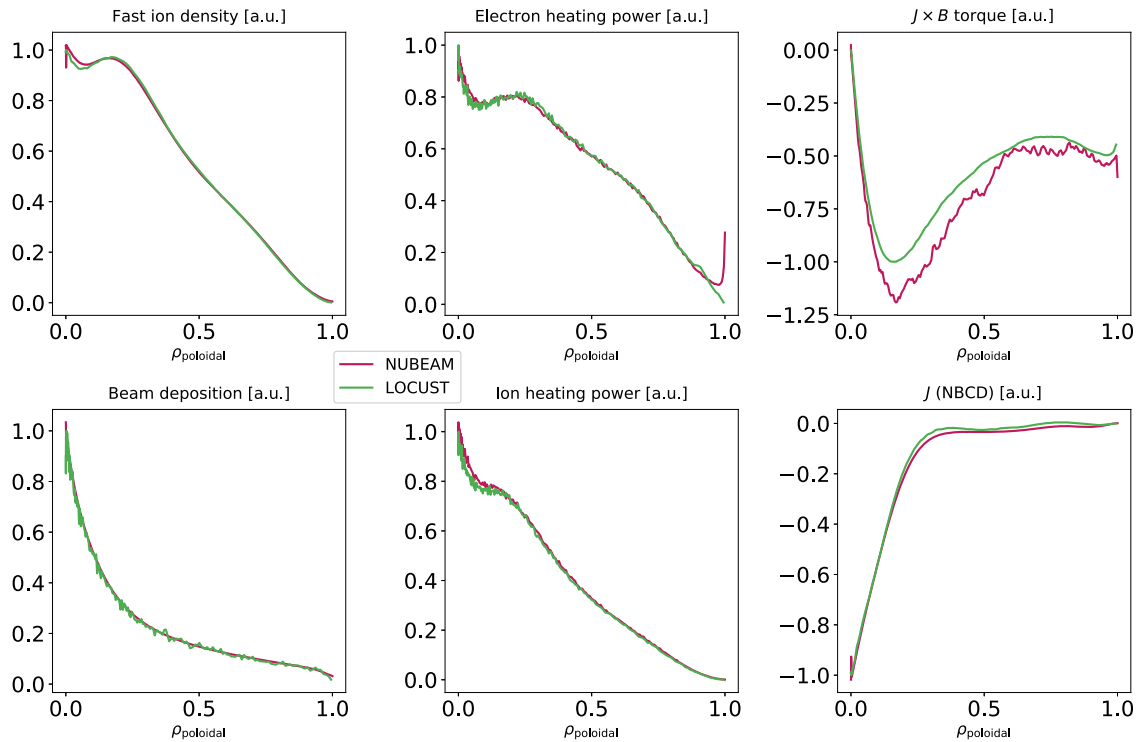 Fast ion density [a.u.]
Electron heating power [a.u.]
J × B torque [a.u.]
1.0
0.8
0.6
0.4
0.2
0.0
0.0 0.5 1.0
ρpoloidal
1.0
0.8
0.6
0.4
0.2
0.0
0.0 0.5 1.0
ρpoloidal
0.00
−0.25
−0.50
−0.75
−1.00
−1.25
0.0 0.5 1.0
ρpoloidal
NUBEAM
LOCUST
Beam deposition [a.u.]
Ion heating power [a.u.]
J (NBCD) [a.u.]
1.0
0.8
0.6
0.4
0.2
0.0
0.0 0.5 1.0
ρpoloidal
1.0
0.8
0.6
0.4
0.2
0.0
0.0 0.5 1.0
ρpoloidal
0.0
−0.2
−0.4
−0.6
−0.8
−1.0
0.0 0.5 1.0
ρpoloidal